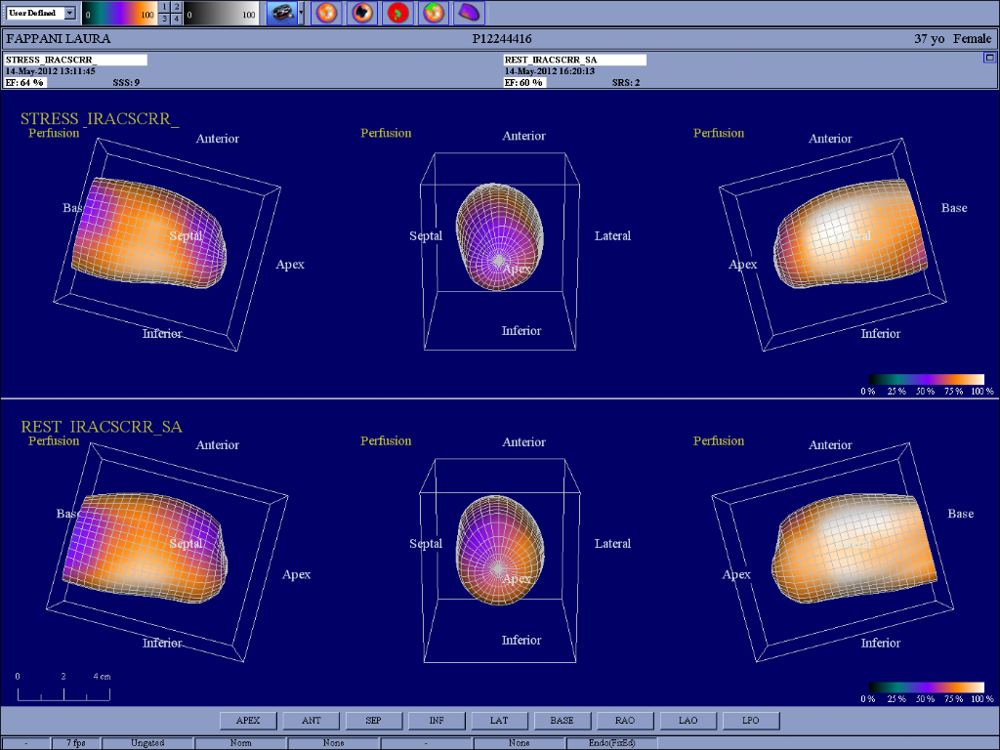 User Defined
0 100
1 2
3 4
0 100
FAPPANI LAURA P12244416 37 yo Female
STRESS_IRACSCRR_ REST_IRACSCRR_SA
14-May-2012 13:11:45 14-May-2012 16:20:13
EF: 64 % SSS: 9 EF: 60 % SRS: 2
STRESS_IRACSCRR_
Perfusion Perfusion Perfusion
Anterior Anterior Anterior
Bas Base
Septal Septal Lateral eral
Apex Apex Apex
Inferior Inferior Inferior
0 % 25 % 50 % 75 % 100 %
REST_IRACSCRR_SA
Perfusion Perfusion Perfusion
Anterior Anterior Anterior
Base Base
Septal Septal Lateral
Apex Apex Apex
Inferior Inferior Inferior
0 2 4 cm
0 % 25 % 50 % 75 % 100 %
APEX ANT SEP INF LAT BASE RAO LAO LPO
- 7 fps Ungated Norm None - None Endo(FixEd)